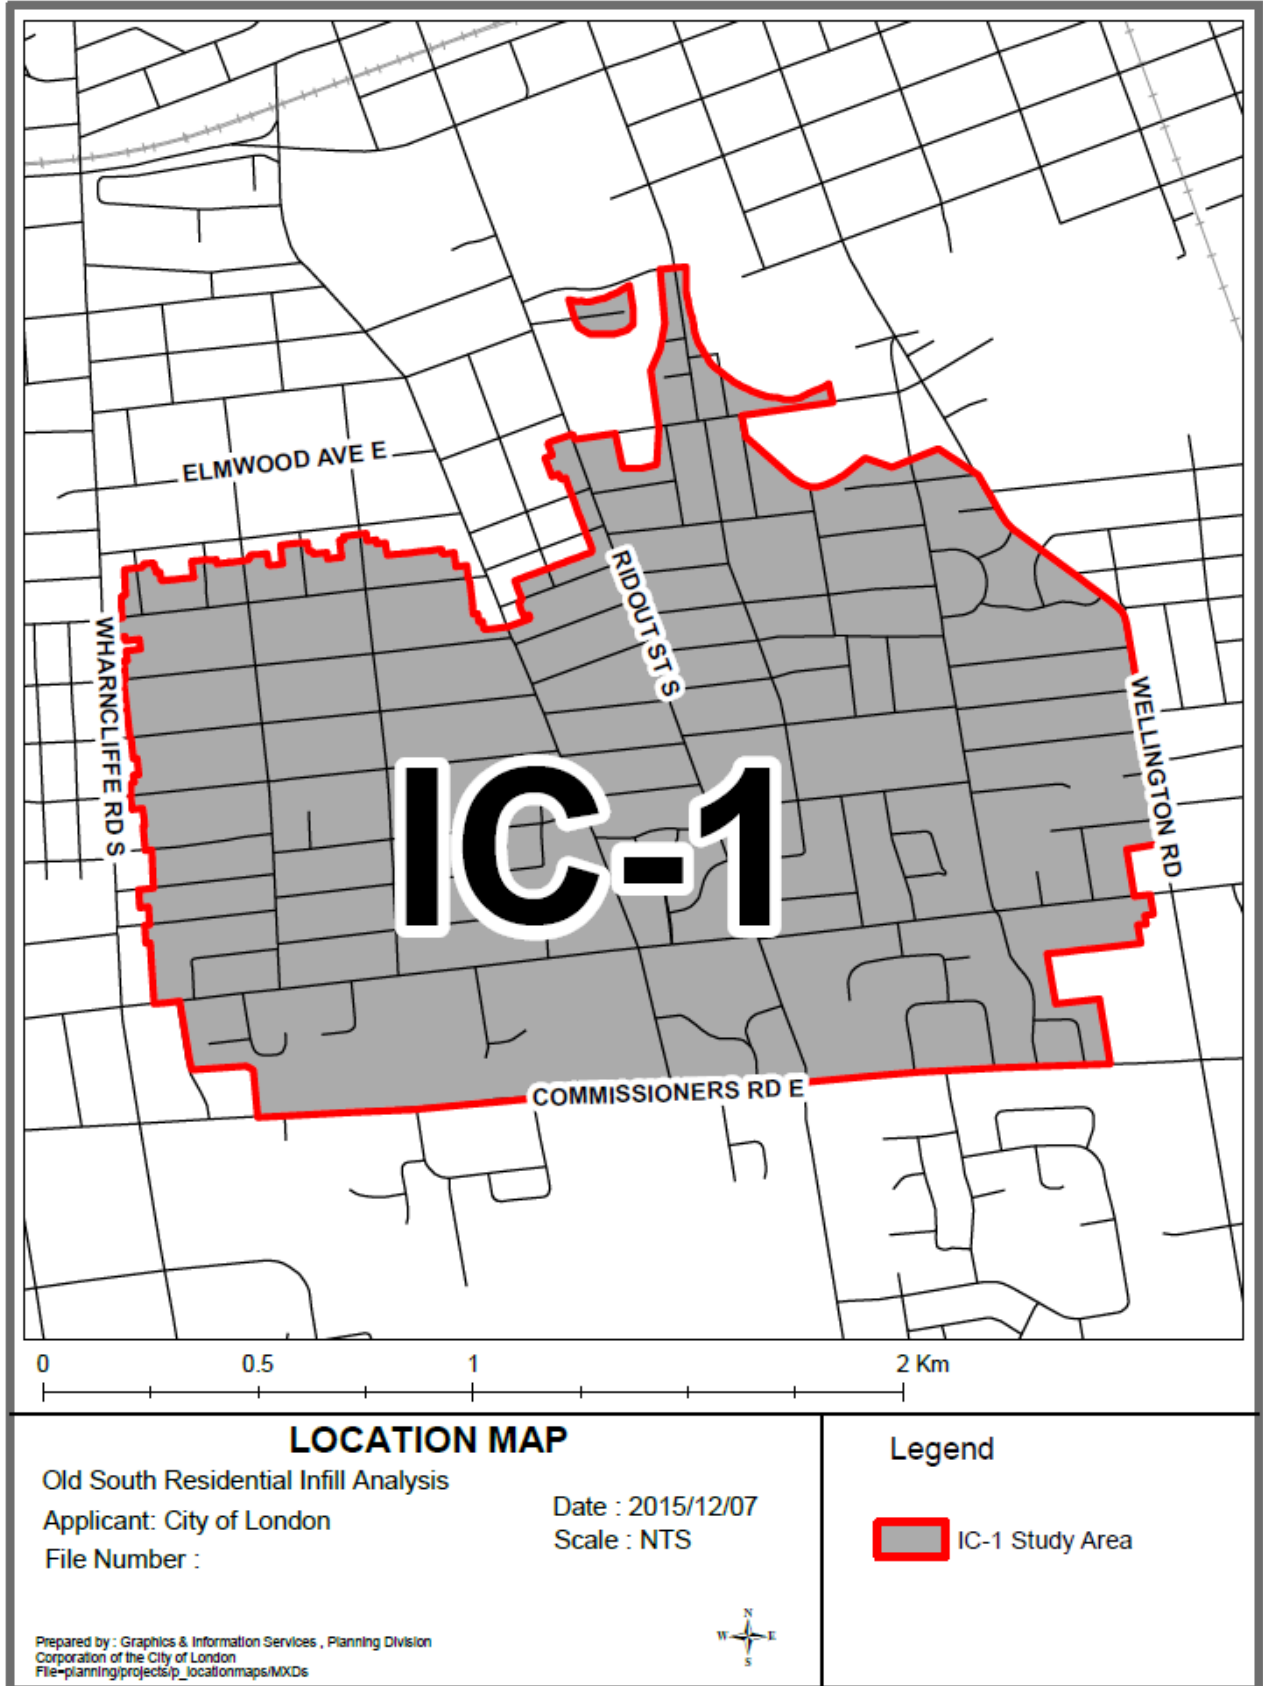 ELMWOOD AVE E
RIDOUT ST S
WHARNCLIFFE RD S
WELLINGTON RD
IC-1
COMMISSIONERS RD E
0 0.5 1 2 Km
LOCATION MAP
Old South Residential Infill Analysis
Applicant: City of London
File Number :
Date : 2015/12/07
Scale : NTS
Prepared by : Graphics & Information Services , Planning Division
Corporation of the City of London
File=planning/projects/p_locationmaps/MXDs
N
W E
S
Legend
IC-1 Study Area